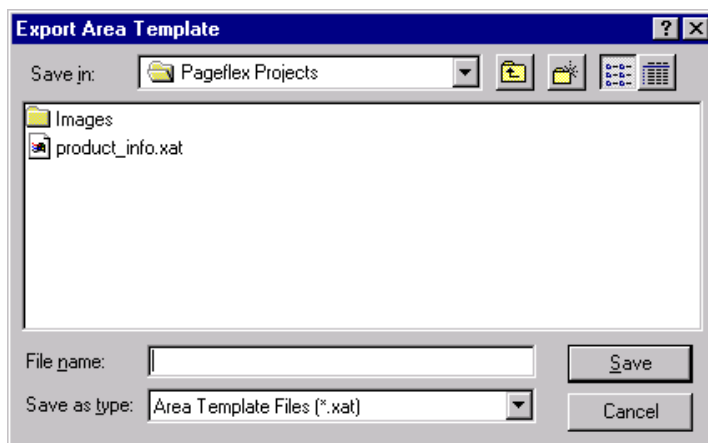 Export Area Template
Save in: Pageflex Projects
Images
product_info.xat
File name:
Save
Save as type: Area Template Files (*.xat)
Cancel